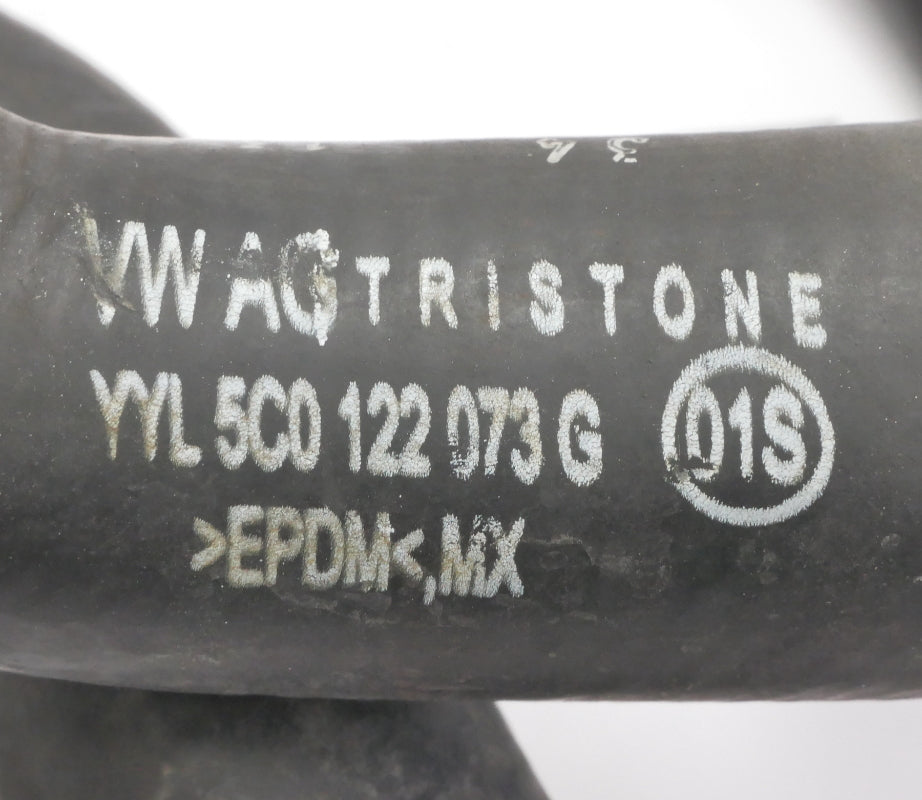 VW AG TRISTONE
YYL 5C0 122 073 G 01S
>EPDM<,MX